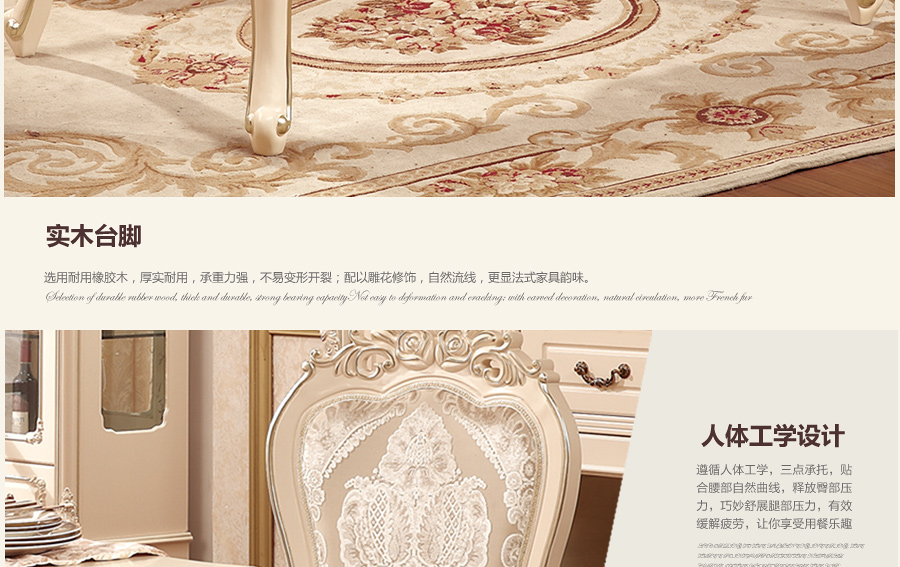 实木台脚
选用耐用橡胶木，厚实耐用，承重力强，不易变形开裂；配以雕花修饰，自然流线，更显法式家具韵味。
Selection of durable rubber wood, thick and durable, strong bearing capacityNot easy to deformation and cracking; with carved decoration, natural circulation, more French fur
人体工学设计
遵循人体工学，三点承托，贴
合腰部自然曲线，释放臀部压
力，巧妙舒展腿部压力，有效
缓解疲劳，让你享受用餐乐趣